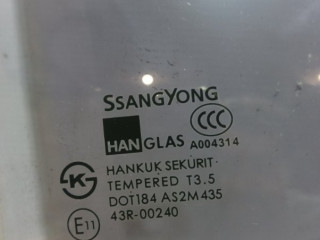 SSANGYONG
HANGLAS
CCC
A004314
HANKUK SEKURIT
TEMPERED T3.5
DOT184 AS2M435
E11 43R-00240